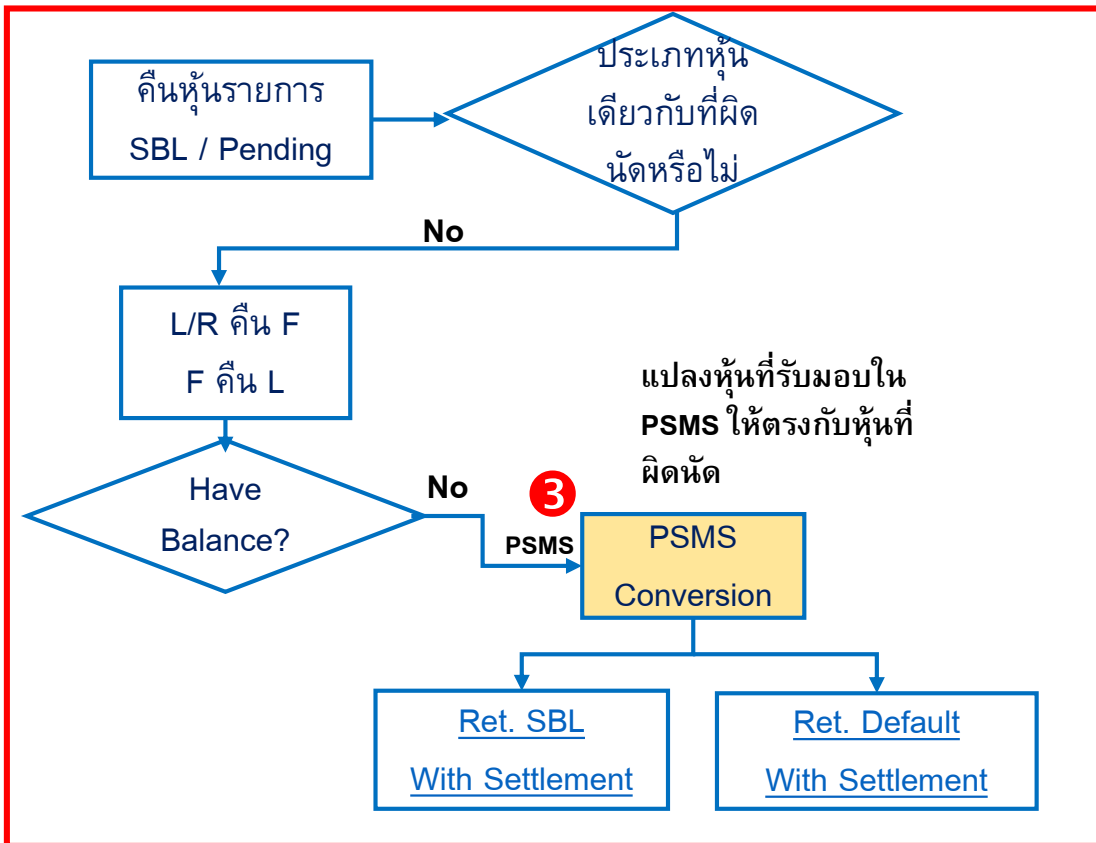 คืนหุ้นรายการ
SBL / Pending
ประเภทหุ้น
เดียวกับที่ผิด
นัดหรือไม่
No
L/R คืน F
F คืน L
แปลงหุ้นที่รับมอบใน
PSMS ให้ตรงกับหุ้นที่
ผิดนัด
Have
Balance?
No
3
PSMS
PSMS
Conversion
Ret. SBL
With Settlement
Ret. Default
With Settlement